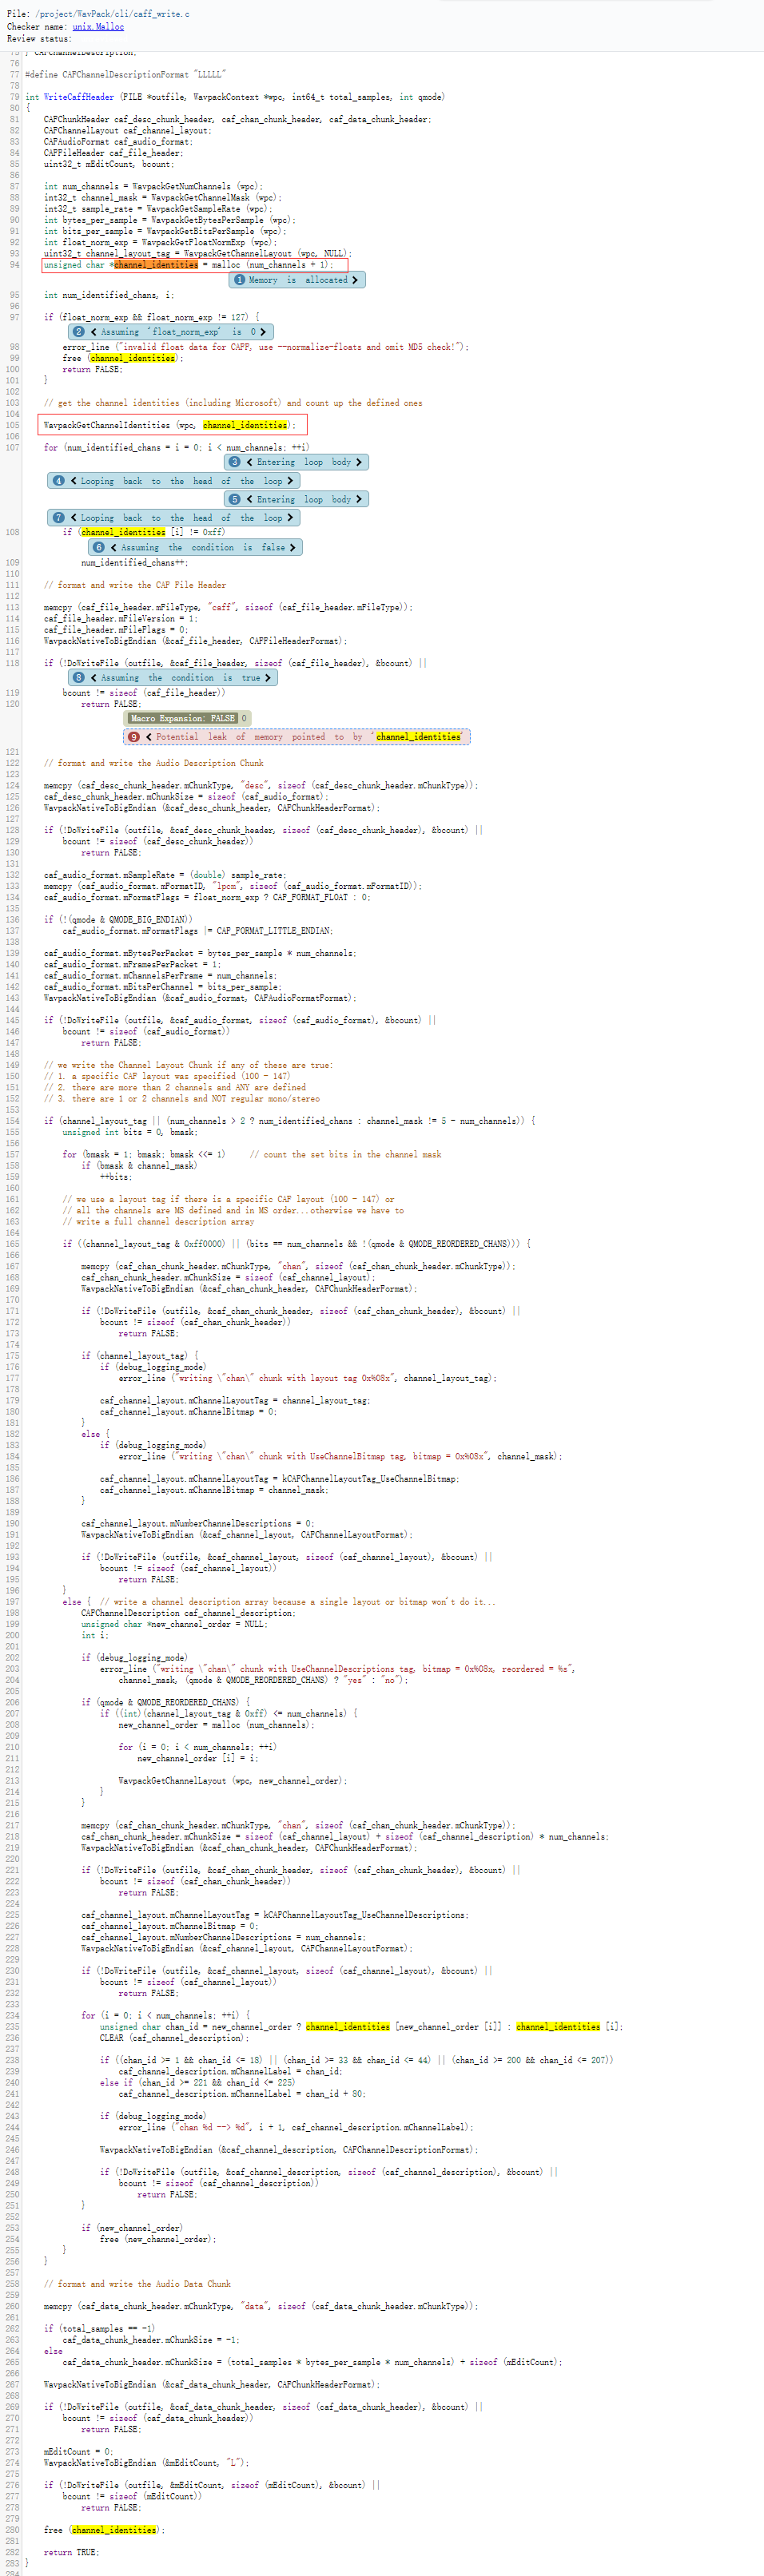 File: /project/WavPack/cli/caff_write.c
Checker name: unix.Malloc
Review status:
75 } CAFChannelDescription;
76
77 #define CAFChannelDescriptionFormat "LLLLL"
78
79 int WriteCaffHeader (FILE *outfile, WavpackContext *wpc, int64_t total_samples, int qmode)
80 {
81 CAFChunkHeader caf_desc_chunk_header, caf_chan_chunk_header, caf_data_chunk_header;
82 CAFChannelLayout caf_channel_layout;
83 CAFAudioFormat caf_audio_format;
84 CAFFileHeader caf_file_header;
85 uint32_t mEditCount, bcount;
86
87 int num_channels = WavpackGetNumChannels (wpc);
88 int32_t channel_mask = WavpackGetChannelMask (wpc);
89 int32_t sample_rate = WavpackGetSampleRate (wpc);
90 int bytes_per_sample = WavpackGetBytesPerSample (wpc);
91 int bits_per_sample = WavpackGetBitsPerSample (wpc);
92 int float_norm_exp = WavpackGetFloatNormExp (wpc);
93 uint32_t channel_layout_tag = WavpackGetChannelLayout (wpc, NULL);
94 unsigned char *channel_identities = malloc (num_channels + 1);
1 Memory is allocated >
95 int num_identified_chans, i;
96
97 if (float_norm_exp && float_norm_exp != 127) {
2 < Assuming 'float_norm_exp' is 0 >
98 error_line ("invalid float data for CAFF, use --normalize-floats and omit MD5 check!");
99 free (channel_identities);
100 return FALSE;
101 }
102
103 // get the channel identities (including Microsoft) and count up the defined ones
104
105 WavpackGetChannelIdentities (wpc, channel_identities);
106
107 for (num_identified_chans = i = 0; i < num_channels; ++i)
3 < Entering loop body >
4 < Looping back to the head of the loop >
5 < Entering loop body >
7 < Looping back to the head of the loop >
108 if (channel_identities [i] != 0xff)
6 < Assuming the condition is false >
109 num_identified_chans++;
110
111 // format and write the CAF File Header
112
113 memcpy (caf_file_header.mFileType, "caff", sizeof (caf_file_header.mFileType));
114 caf_file_header.mFileVersion = 1;
115 caf_file_header.mFileFlags = 0;
116 WavpackNativeToBigEndian (&caf_file_header, CAFFileHeaderFormat);
117
118 if (!DoWriteFile (outfile, &caf_file_header, sizeof (caf_file_header), &bcount) ||
8 < Assuming the condition is true >
119 bcount != sizeof (caf_file_header))
120 return FALSE;
Macro Expansion: FALSE 0
9 < Potential leak of memory pointed to by 'channel_identities'
121
122 // format and write the Audio Description Chunk
123
124 memcpy (caf_desc_chunk_header.mChunkType, "desc", sizeof (caf_desc_chunk_header.mChunkType));
125 caf_desc_chunk_header.mChunkSize = sizeof (caf_audio_format);
126 WavpackNativeToBigEndian (&caf_desc_chunk_header, CAFChunkHeaderFormat);
127
128 if (!DoWriteFile (outfile, &caf_desc_chunk_header, sizeof (caf_desc_chunk_header), &bcount) ||
129 bcount != sizeof (caf_desc_chunk_header))
130 return FALSE;
131
132 caf_audio_format.mSampleRate = (double) sample_rate;
133 memcpy (caf_audio_format.mFormatID, "lpcm", sizeof (caf_audio_format.mFormatID));
134 caf_audio_format.mFormatFlags = float_norm_exp ? CAF_FORMAT_FLOAT : 0;
135
136 if (!(qmode & QMODE_BIG_ENDIAN))
137 caf_audio_format.mFormatFlags |= CAF_FORMAT_LITTLE_ENDIAN;
138
139 caf_audio_format.mBytesPerPacket = bytes_per_sample * num_channels;
140 caf_audio_format.mFramesPerPacket = 1;
141 caf_audio_format.mChannelsPerFrame = num_channels;
142 caf_audio_format.mBitsPerChannel = bits_per_sample;
143 WavpackNativeToBigEndian (&caf_audio_format, CAFAudioFormatFormat);
144
145 if (!DoWriteFile (outfile, &caf_audio_format, sizeof (caf_audio_format), &bcount) ||
146 bcount != sizeof (caf_audio_format))
147 return FALSE;
148
149 // we write the Channel Layout Chunk if any of these are true:
150 // 1. a specific CAF layout was specified (100 - 147)
151 // 2. there are more than 2 channels and ANY are defined
152 // 3. there are 1 or 2 channels and NOT regular mono/stereo
153
154 if (channel_layout_tag || (num_channels > 2 ? num_identified_chans : channel_mask != 5 - num_channels)) {
155 unsigned int bits = 0, bmask;
156
157 for (bmask = 1; bmask; bmask <<= 1) // count the set bits in the channel mask
158 if (bmask & channel_mask)
159 ++bits;
160
161 // we use a layout tag if there is a specific CAF layout (100 - 147) or
162 // all the channels are MS defined and in MS order...otherwise we have to
163 // write a full channel description array
164
165 if ((channel_layout_tag & 0xff0000) || (bits == num_channels && !(qmode & QMODE_REORDERED_CHANS))) {
166
167 memcpy (caf_chan_chunk_header.mChunkType, "chan", sizeof (caf_chan_chunk_header.mChunkType));
168 caf_chan_chunk_header.mChunkSize = sizeof (caf_channel_layout);
169 WavpackNativeToBigEndian (&caf_chan_chunk_header, CAFChunkHeaderFormat);
170
171 if (!DoWriteFile (outfile, &caf_chan_chunk_header, sizeof (caf_chan_chunk_header), &bcount) ||
172 bcount != sizeof (caf_chan_chunk_header))
173 return FALSE;
174
175 if (channel_layout_tag) {
176 if (debug_logging_mode)
177 error_line ("writing \"chan\" chunk with layout tag 0x%08x", channel_layout_tag);
178
179 caf_channel_layout.mChannelLayoutTag = channel_layout_tag;
180 caf_channel_layout.mChannelBitmap = 0;
181 }
182 else {
183 if (debug_logging_mode)
184 error_line ("writing \"chan\" chunk with UseChannelBitmap tag, bitmap = 0x%08x", channel_mask);
185
186 caf_channel_layout.mChannelLayoutTag = kCAFChannelLayoutTag_UseChannelBitmap;
187 caf_channel_layout.mChannelBitmap = channel_mask;
188 }
189
190 caf_channel_layout.mNumberChannelDescriptions = 0;
191 WavpackNativeToBigEndian (&caf_channel_layout, CAFChannelLayoutFormat);
192
193 if (!DoWriteFile (outfile, &caf_channel_layout, sizeof (caf_channel_layout), &bcount) ||
194 bcount != sizeof (caf_channel_layout))
195 return FALSE;
196 }
197 else { // write a channel description array because a single layout or bitmap won't do it...
198 CAFChannelDescription caf_channel_description;
199 unsigned char *new_channel_order = NULL;
200 int i;
201
202 if (debug_logging_mode)
203 error_line ("writing \"chan\" chunk with UseChannelDescriptions tag, bitmap = 0x%08x, reordered = %s",
204 channel_mask, (qmode & QMODE_REORDERED_CHANS) ? "yes" : "no");
205
206 if (qmode & QMODE_REORDERED_CHANS) {
207 if ((int)(channel_layout_tag & 0xff) <= num_channels) {
208 new_channel_order = malloc (num_channels);
209
210 for (i = 0; i < num_channels; ++i)
211 new_channel_order [i] = i;
212
213 WavpackGetChannelLayout (wpc, new_channel_order);
214 }
215 }
216
217 memcpy (caf_chan_chunk_header.mChunkType, "chan", sizeof (caf_chan_chunk_header.mChunkType));
218 caf_chan_chunk_header.mChunkSize = sizeof (caf_channel_layout) + sizeof (caf_channel_description) * num_channels;
219 WavpackNativeToBigEndian (&caf_chan_chunk_header, CAFChunkHeaderFormat);
220
221 if (!DoWriteFile (outfile, &caf_chan_chunk_header, sizeof (caf_chan_chunk_header), &bcount) ||
222 bcount != sizeof (caf_chan_chunk_header))
223 return FALSE;
224
225 caf_channel_layout.mChannelLayoutTag = kCAFChannelLayoutTag_UseChannelDescriptions;
226 caf_channel_layout.mChannelBitmap = 0;
227 caf_channel_layout.mNumberChannelDescriptions = num_channels;
228 WavpackNativeToBigEndian (&caf_channel_layout, CAFChannelLayoutFormat);
229
230 if (!DoWriteFile (outfile, &caf_channel_layout, sizeof (caf_channel_layout), &bcount) ||
231 bcount != sizeof (caf_channel_layout))
232 return FALSE;
233
234 for (i = 0; i < num_channels; ++i) {
235 unsigned char chan_id = new_channel_order ? channel_identities [new_channel_order [i]] : channel_identities [i];
236 CLEAR (caf_channel_description);
237
238 if ((chan_id >= 1 && chan_id <= 18) || (chan_id >= 33 && chan_id <= 44) || (chan_id >= 200 && chan_id <= 207))
239 caf_channel_description.mChannelLabel = chan_id;
240 else if (chan_id >= 221 && chan_id <= 225)
241 caf_channel_description.mChannelLabel = chan_id + 80;
242
243 if (debug_logging_mode)
244 error_line ("chan %d --> %d", i + 1, caf_channel_description.mChannelLabel);
245
246 WavpackNativeToBigEndian (&caf_channel_description, CAFChannelDescriptionFormat);
247
248 if (!DoWriteFile (outfile, &caf_channel_description, sizeof (caf_channel_description), &bcount) ||
249 bcount != sizeof (caf_channel_description))
250 return FALSE;
251 }
252
253 if (new_channel_order)
254 free (new_channel_order);
255 }
256 }
257
258 // format and write the Audio Data Chunk
259
260 memcpy (caf_data_chunk_header.mChunkType, "data", sizeof (caf_data_chunk_header.mChunkType));
261
262 if (total_samples == -1)
263 caf_data_chunk_header.mChunkSize = -1;
264 else
265 caf_data_chunk_header.mChunkSize = (total_samples * bytes_per_sample * num_channels) + sizeof (mEditCount);
266
267 WavpackNativeToBigEndian (&caf_data_chunk_header, CAFChunkHeaderFormat);
268
269 if (!DoWriteFile (outfile, &caf_data_chunk_header, sizeof (caf_data_chunk_header), &bcount) ||
270 bcount != sizeof (caf_data_chunk_header))
271 return FALSE;
272
273 mEditCount = 0;
274 WavpackNativeToBigEndian (&mEditCount, "L");
275
276 if (!DoWriteFile (outfile, &mEditCount, sizeof (mEditCount), &bcount) ||
277 bcount != sizeof (mEditCount))
278 return FALSE;
279
280 free (channel_identities);
281
282 return TRUE;
283 }
284